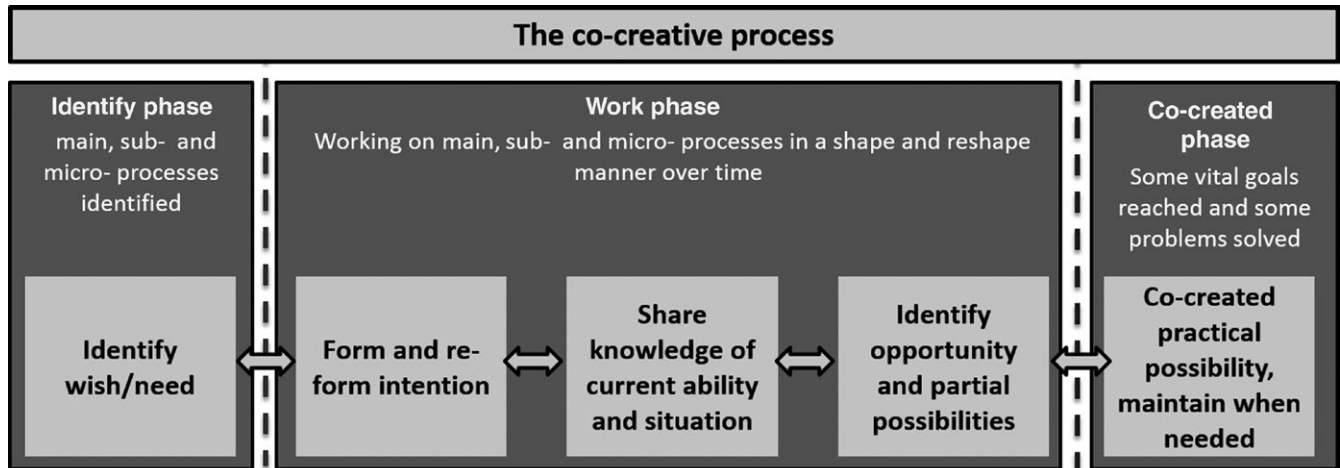 The co-creative process
Identify phase
main, sub- and
micro- processes
identified
Work phase
Working on main, sub- and micro- processes in a shape and reshape
manner over time
Co-created
phase
Some vital goals
reached and some
problems solved
Identify
wish/need
Form and re-
form intention
Share
knowledge of
current ability
and situation
Identify
opportunity
and partial
possibilities
Co-created
practical
possibility,
maintain when
needed